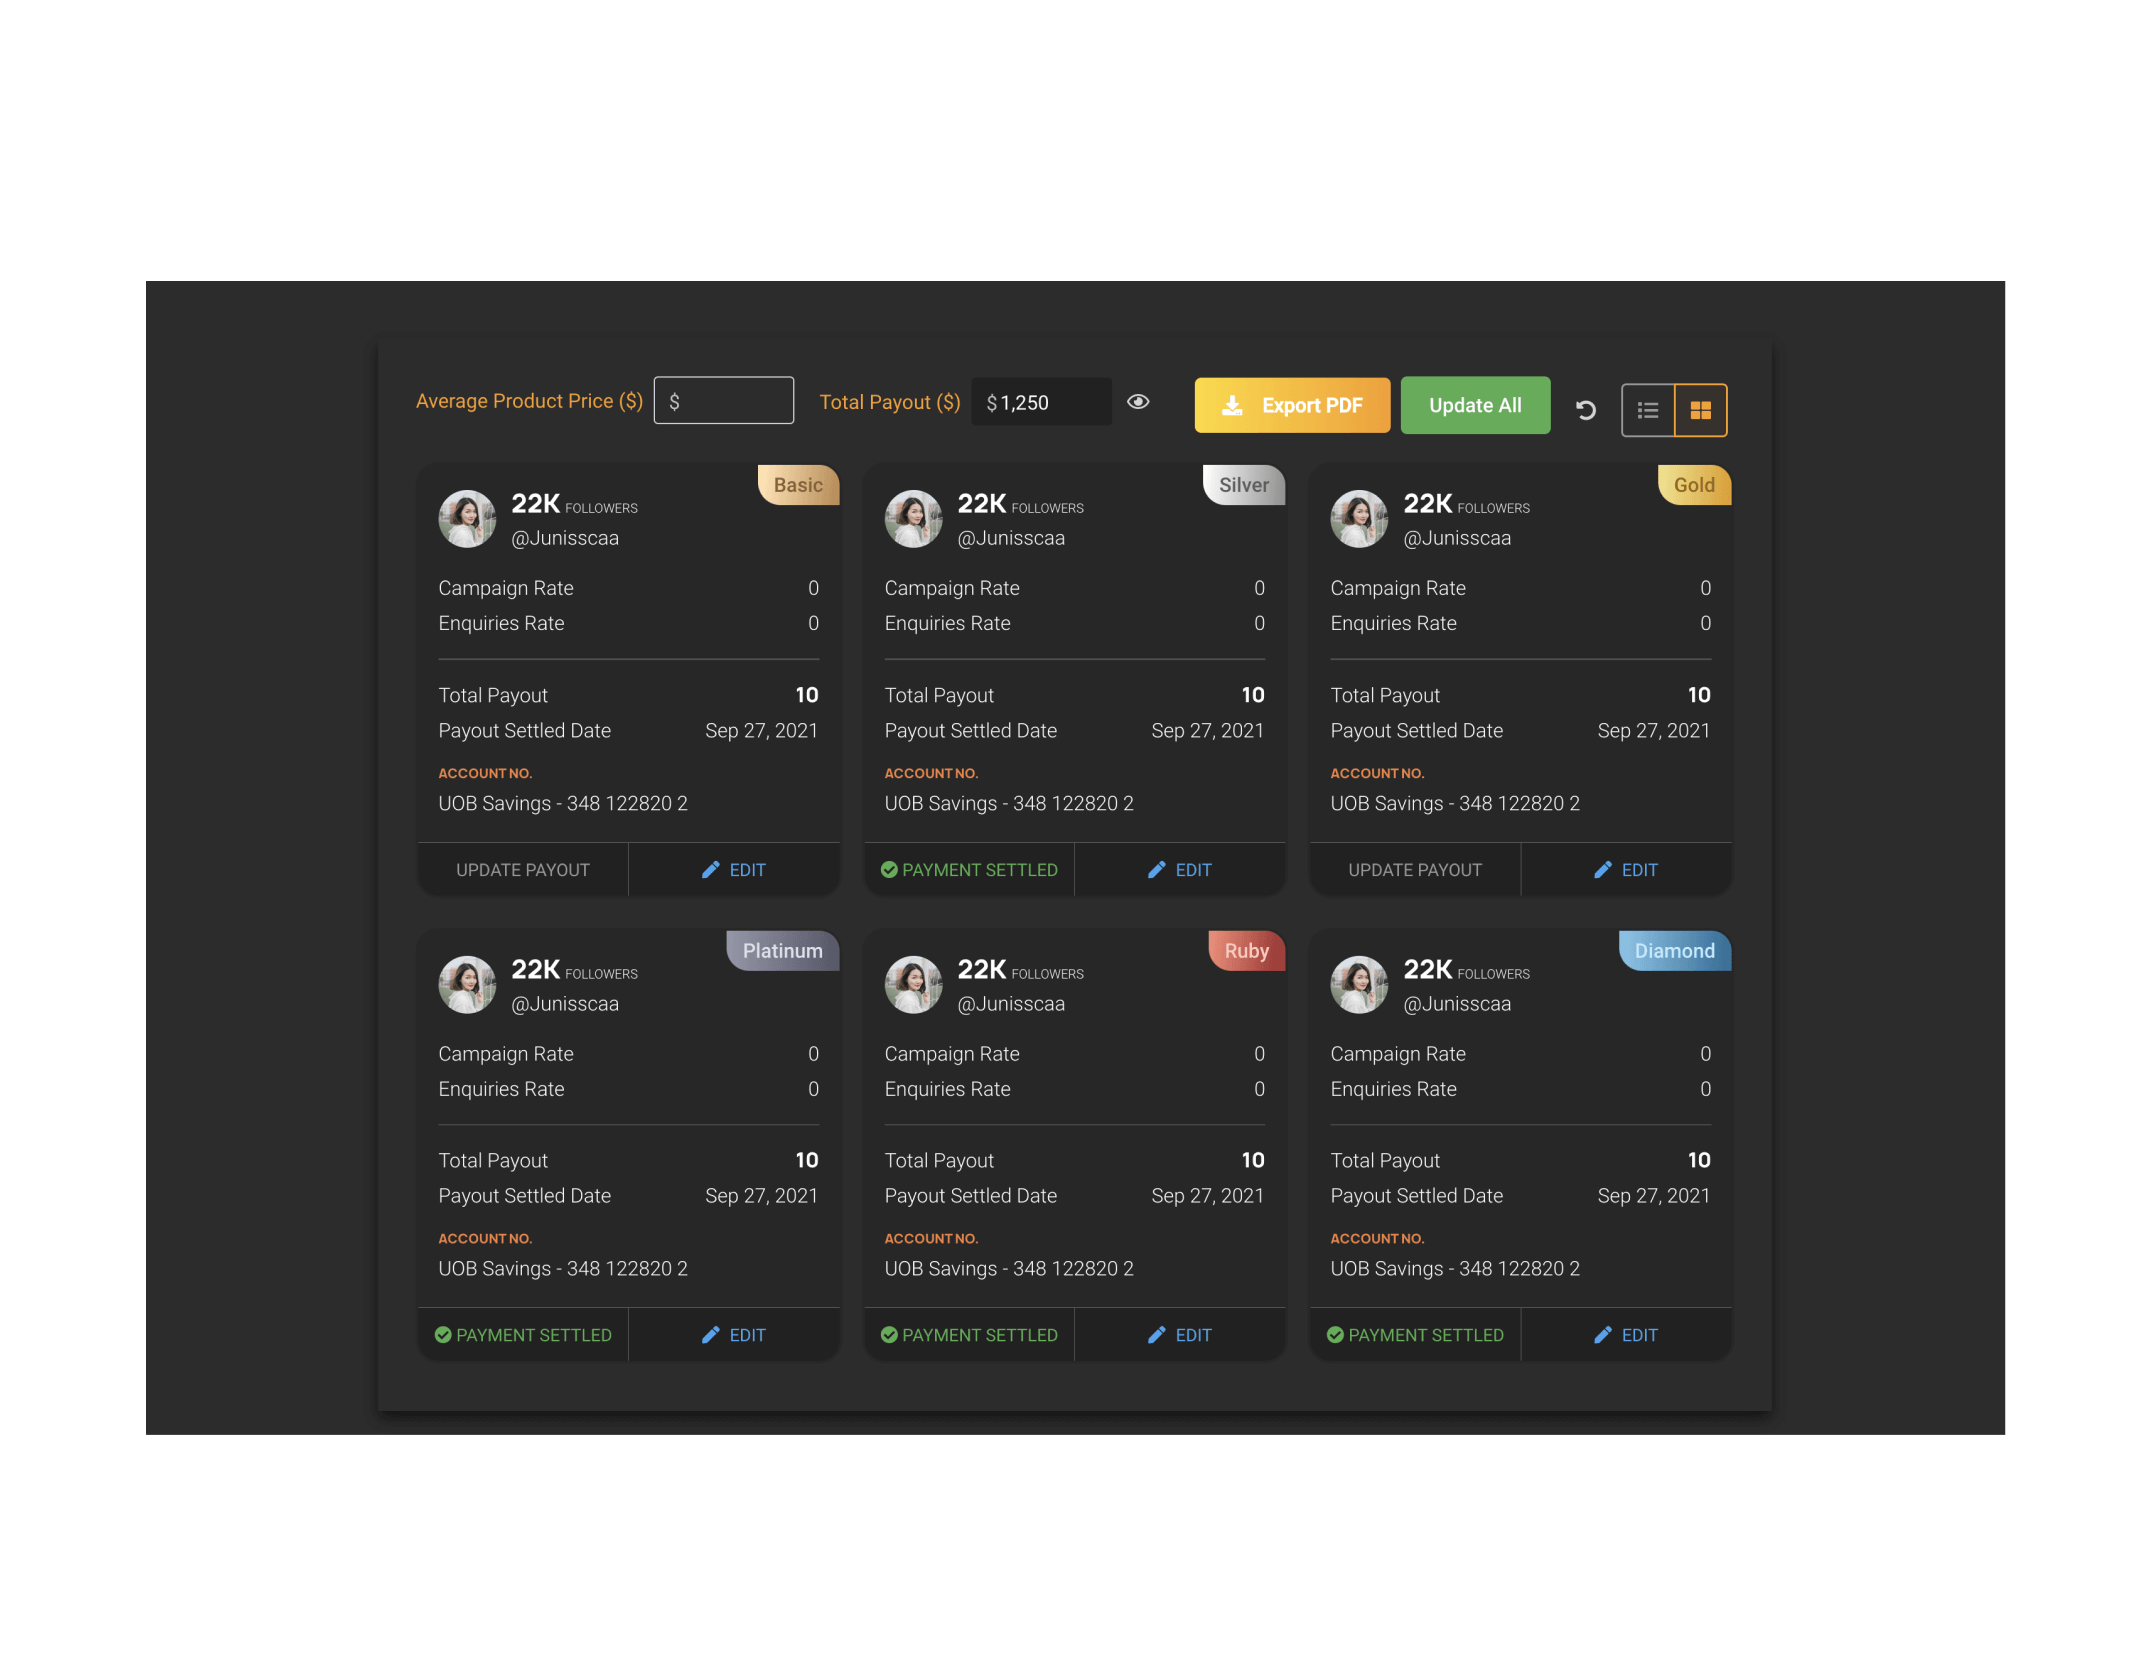 Average Product Price ($) $ Total Payout ($) $ 1,250 Export PDF Update All
Basic
22K FOLLOWERS
@Junisscaa
Campaign Rate 0
Enquiries Rate 0
Total Payout 10
Payout Settled Date Sep 27, 2021
ACCOUNT NO.
UOB Savings - 348 122820 2
UPDATE PAYOUT EDIT
Silver
22K FOLLOWERS
@Junisscaa
Campaign Rate 0
Enquiries Rate 0
Total Payout 10
Payout Settled Date Sep 27, 2021
ACCOUNT NO.
UOB Savings - 348 122820 2
PAYMENT SETTLED EDIT
Gold
22K FOLLOWERS
@Junisscaa
Campaign Rate 0
Enquiries Rate 0
Total Payout 10
Payout Settled Date Sep 27, 2021
ACCOUNT NO.
UOB Savings - 348 122820 2
UPDATE PAYOUT EDIT
Platinum
22K FOLLOWERS
@Junisscaa
Campaign Rate 0
Enquiries Rate 0
Total Payout 10
Payout Settled Date Sep 27, 2021
ACCOUNT NO.
UOB Savings - 348 122820 2
PAYMENT SETTLED EDIT
Ruby
22K FOLLOWERS
@Junisscaa
Campaign Rate 0
Enquiries Rate 0
Total Payout 10
Payout Settled Date Sep 27, 2021
ACCOUNT NO.
UOB Savings - 348 122820 2
PAYMENT SETTLED EDIT
Diamond
22K FOLLOWERS
@Junisscaa
Campaign Rate 0
Enquiries Rate 0
Total Payout 10
Payout Settled Date Sep 27, 2021
ACCOUNT NO.
UOB Savings - 348 122820 2
PAYMENT SETTLED EDIT